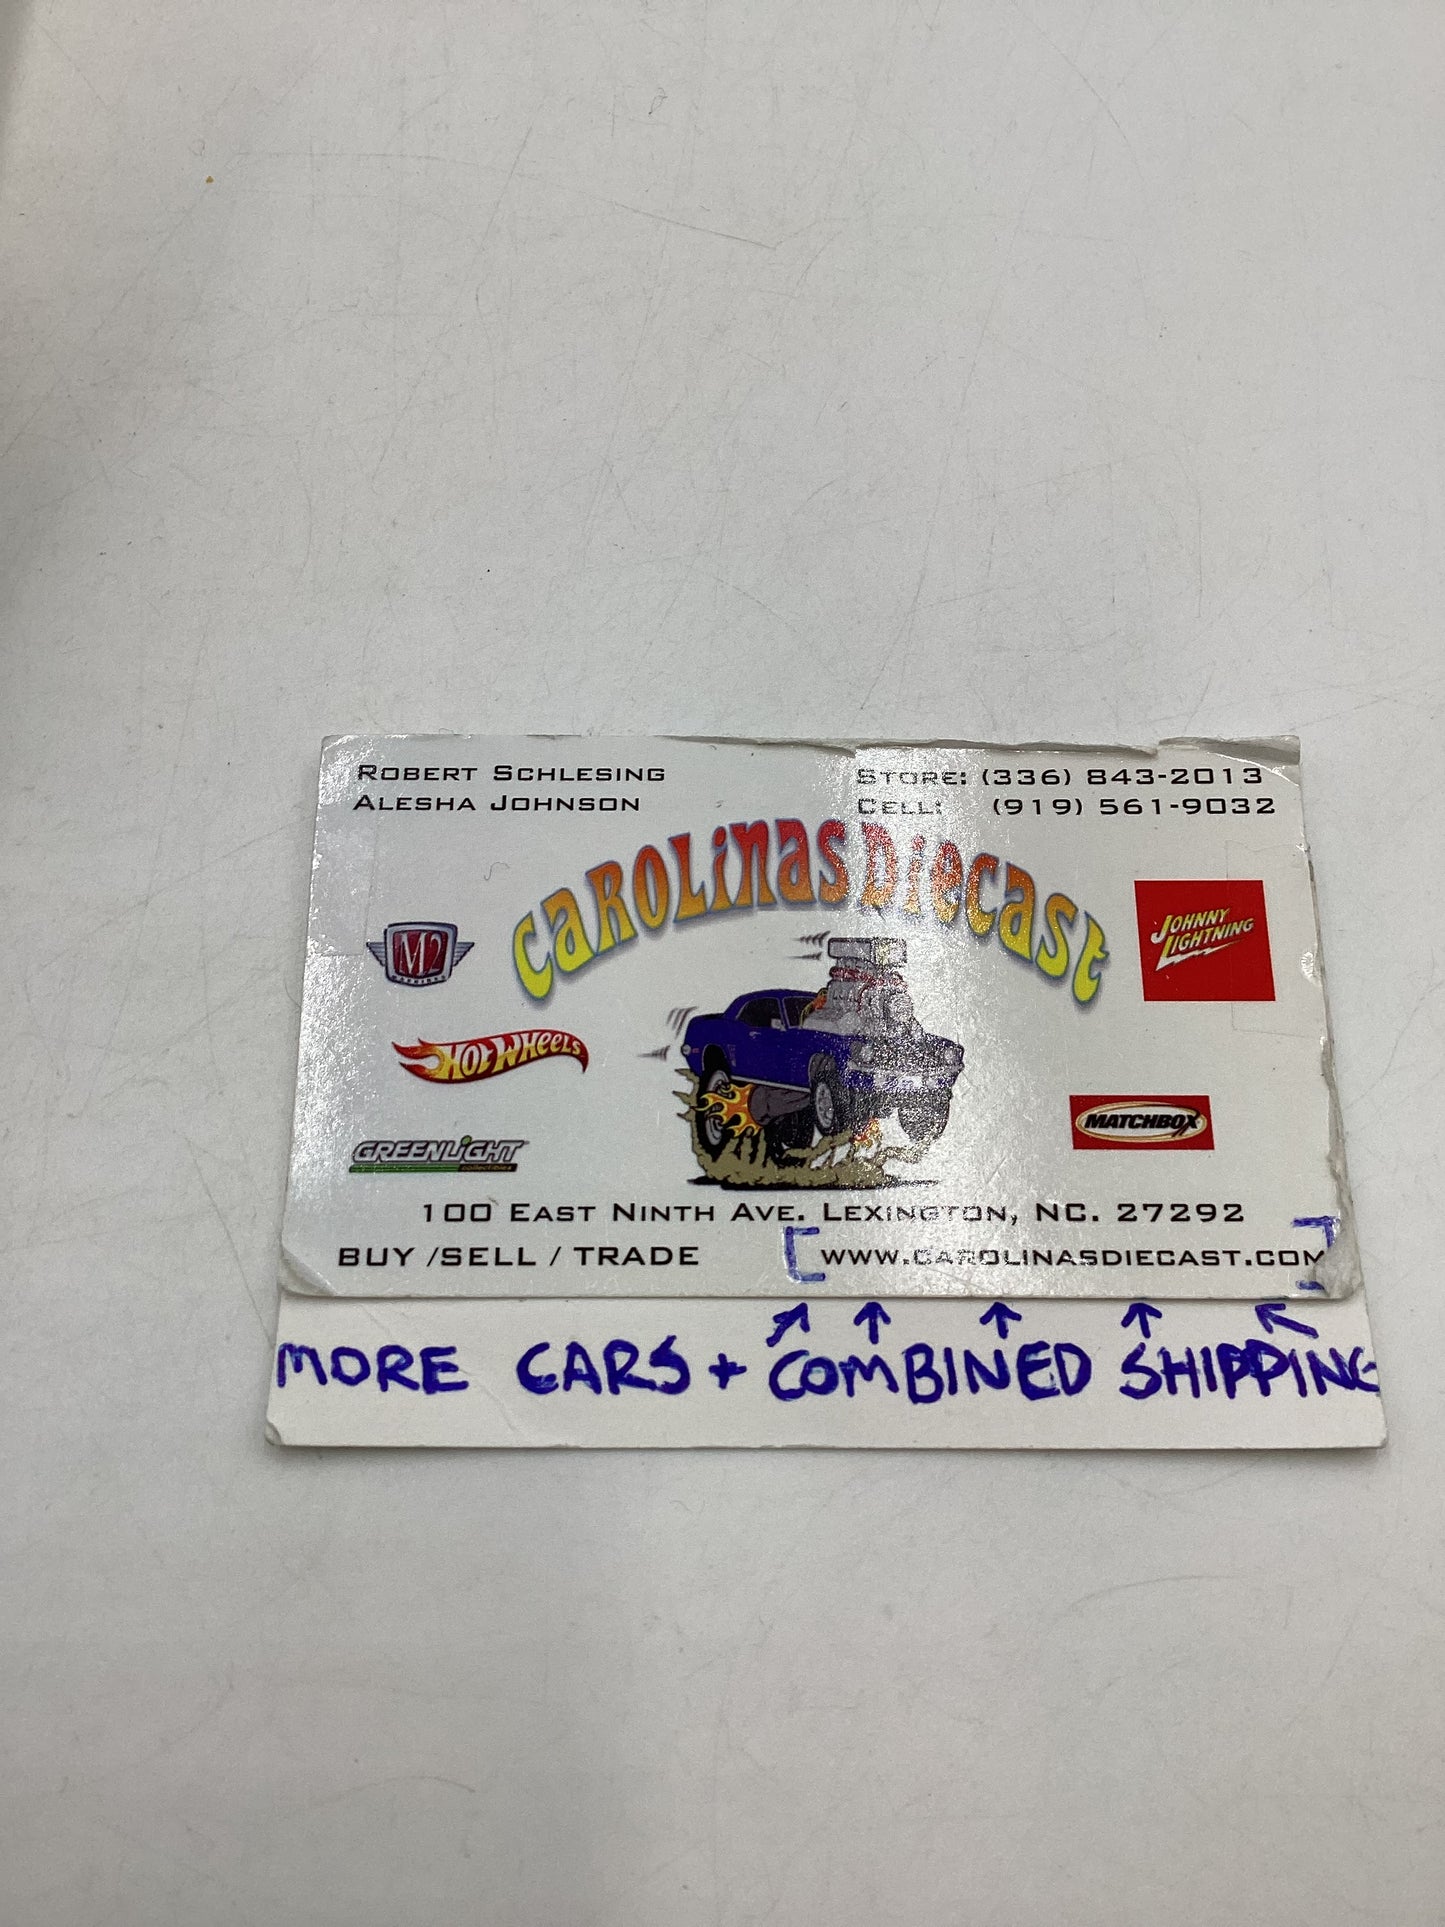 ROBERT SCHLESING
ALESHA JOHNSON
STORE: (336) 843-2013
CELL: (919) 561-9032
CAROLINAS DIECAST
M2
MACHINES
HOT WHEELS
GREENLIGHT
collectibles
JOHNNY
LIGHTNING
MATCHBOX
100 EAST NINTH AVE. LEXINGTON, NC. 27292
BUY /SELL / TRADE
WWW.CAROLINASDIECAST.COM
MORE CARS + COMBINED SHIPPING